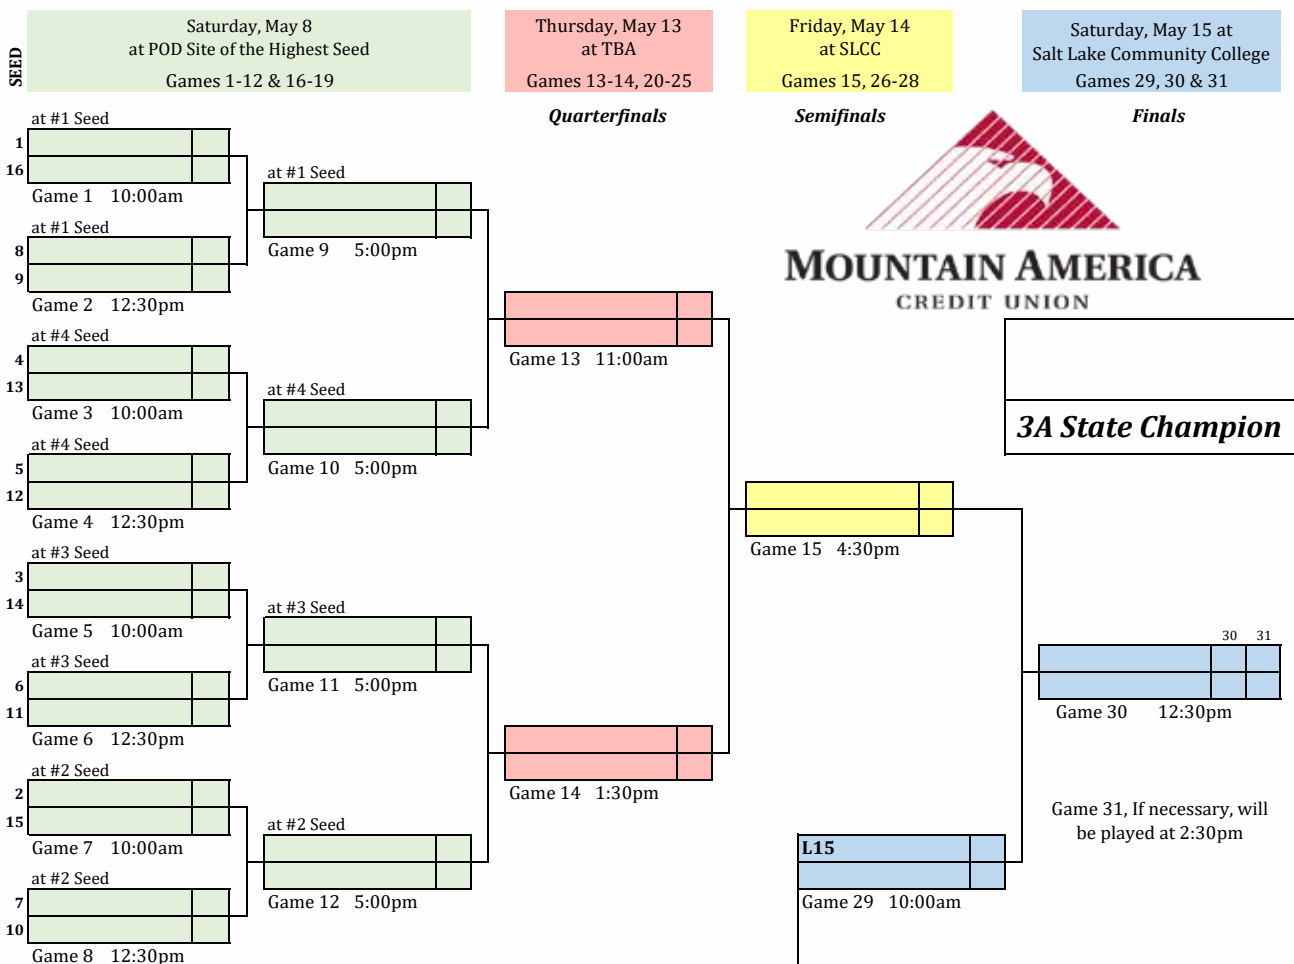 SEED
Saturday, May 8
at POD Site of the Highest Seed
Games 1-12 & 16-19
Thursday, May 13
at TBA
Games 13-14, 20-25
Friday, May 14
at SLCC
Games 15, 26-28
Saturday, May 15 at
Salt Lake Community College
Games 29, 30 & 31
Quarterfinals
Semifinals
Finals
at #1 Seed
1
16
Game 1 10:00am
at #1 Seed
8
9
Game 2 12:30pm
at #4 Seed
4
13
Game 3 10:00am
at #4 Seed
5
12
Game 4 12:30pm
at #3 Seed
3
14
Game 5 10:00am
at #3 Seed
6
11
Game 6 12:30pm
at #2 Seed
2
15
Game 7 10:00am
at #2 Seed
7
10
Game 8 12:30pm
at #1 Seed
Game 9 5:00pm
at #4 Seed
Game 10 5:00pm
at #3 Seed
Game 11 5:00pm
at #2 Seed
Game 12 5:00pm
Game 13 11:00am
Game 14 1:30pm
MOUNTAIN AMERICA
CREDIT UNION
3A State Champion
Game 15 4:30pm
30 31
Game 30 12:30pm
Game 31, If necessary, will
be played at 2:30pm
L15
Game 29 10:00am